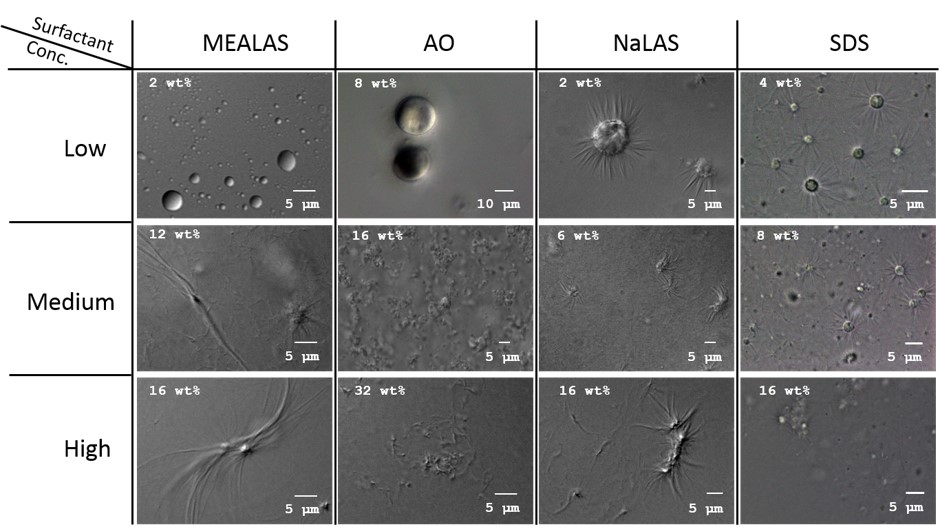 Surfactant
Conc.
MEALAS AO NaLAS SDS
Low
2 wt% 8 wt% 2 wt% 4 wt%
5 μm 10 μm 5 μm 5 μm
Medium
12 wt% 16 wt% 6 wt% 8 wt%
5 μm 5 μm 5 μm 5 μm
High
16 wt% 32 wt% 16 wt% 16 wt%
5 μm 5 μm 5 μm 5 μm